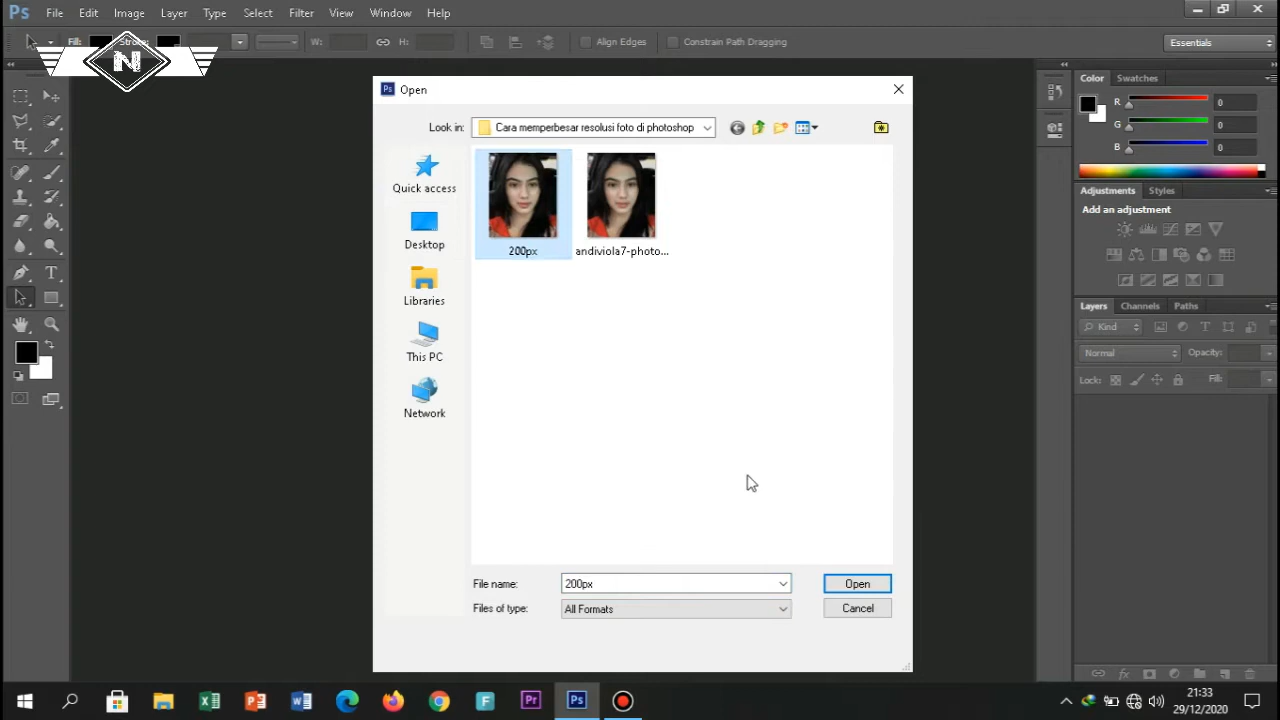 Ps File Edit Image Layer Type Select Filter View Window Help
Fill: Stroke: W: H: Align Edges Constrain Path Dragging Essentials
N
Open
Look in: Cara memperbesar resolusi foto di photoshop
Quick access
Desktop
Libraries
This PC
Network
200px andiviola7-photo...
File name: 200px Open
Files of type: All Formats Cancel
Color Swatches
R 0
G 0
B 0
Adjustments Styles
Add an adjustment
Layers Channels Paths
Kind
Normal Opacity:
Lock: Fill:
21:33
29/12/2020